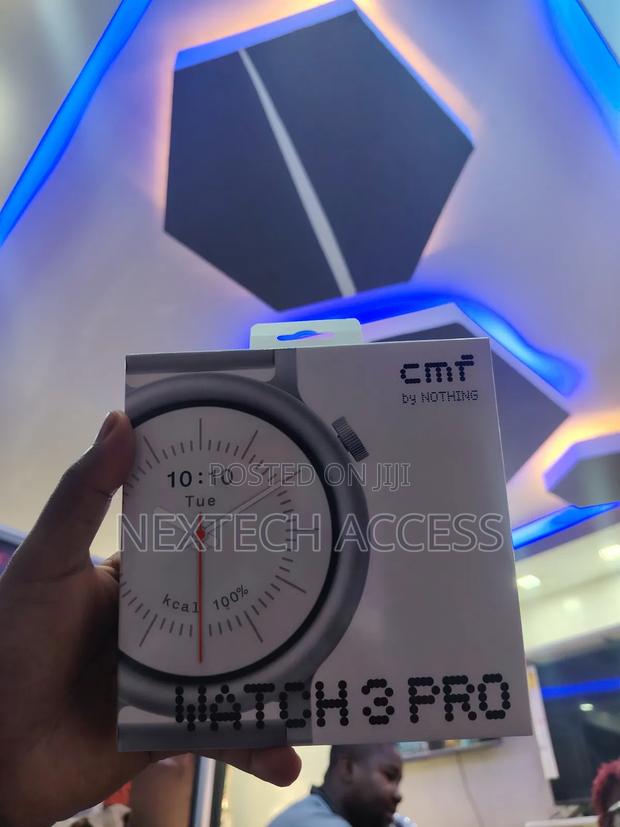 cmf
by NOTHING
10:10
Tue
POSTED ON JIJI
NEXTECH ACCESS
kcal 100%
WATCH 3 PRO